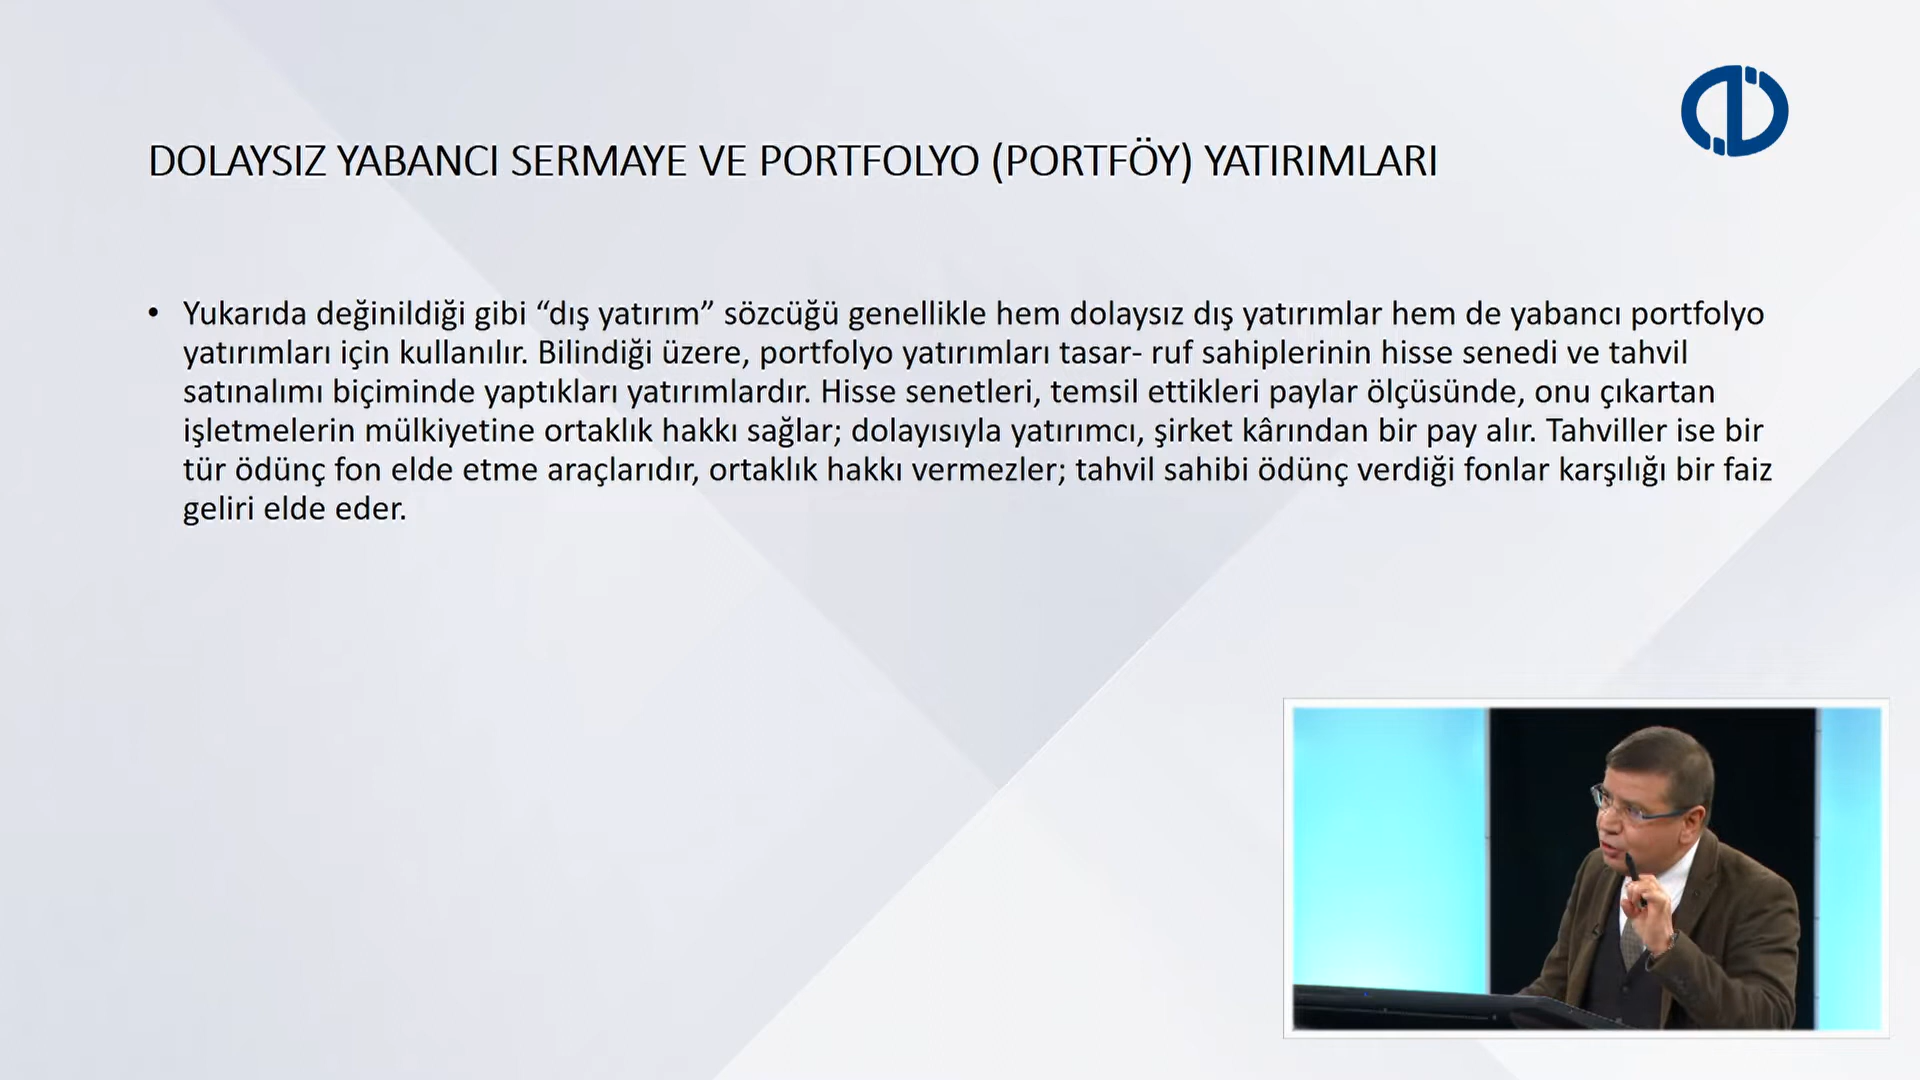 DOLAYSIZ YABANCI SERMAYE VE PORTFOLYO (PORTFÖY) YATIRIMLARI
• Yukarıda değinildiği gibi “dış yatırım” sözcüğü genellikle hem dolaysız dış yatırımlar hem de yabancı portfolyo
yatırımları için kullanılır. Bilindiği üzere, portfolyo yatırımları tasar- ruf sahiplerinin hisse senedi ve tahvil
satınalımı biçiminde yaptıkları yatırımlardır. Hisse senetleri, temsil ettikleri paylar ölçüsünde, onu çıkartan
işletmelerin mülkiyetine ortaklık hakkı sağlar; dolayısıyla yatırımcı, şirket kârından bir pay alır. Tahviller ise bir
tür ödünç fon elde etme araçlarıdır, ortaklık hakkı vermezler; tahvil sahibi ödünç verdiği fonlar karşılığı bir faiz
geliri elde eder.